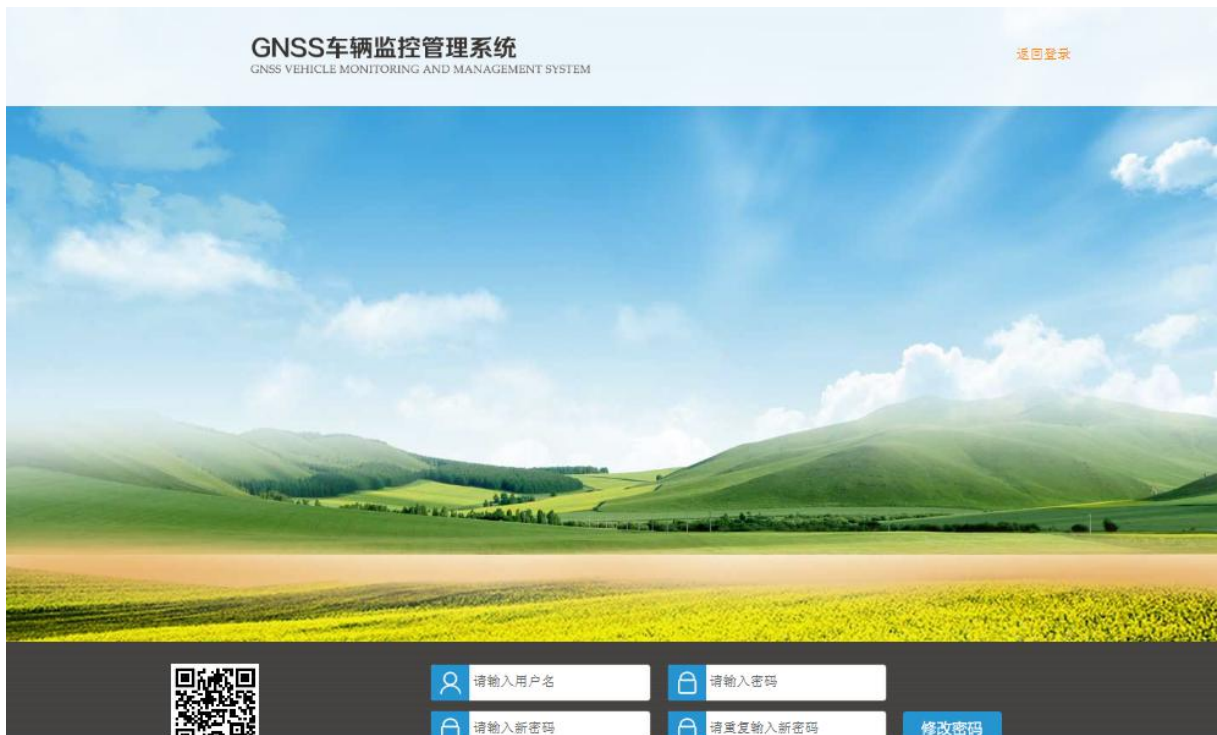 GNSS车辆监控管理系统
GNSS VEHICLE MONITORING AND MANAGEMENT SYSTEM
返回登录
请输入用户名
请输入密码
请输入新密码
请重复输入新密码
修改密码